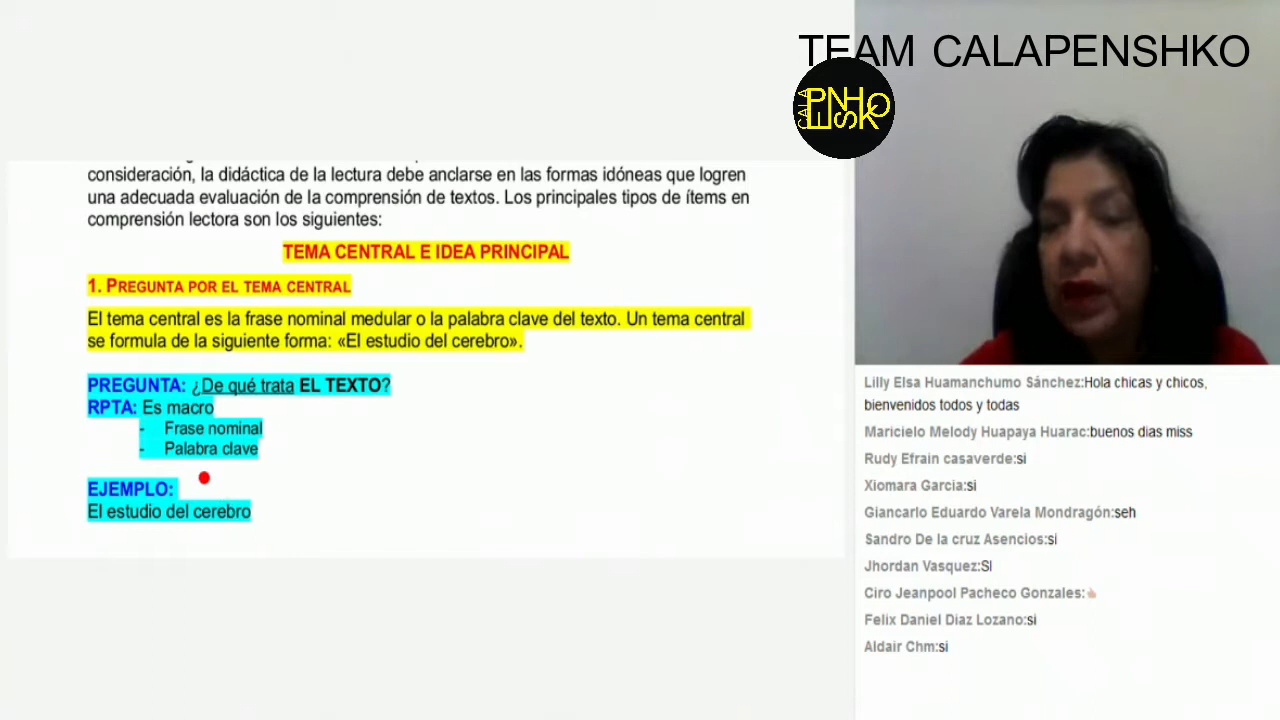 TEAM CALAPENSHKO
CALA
PENHSKO
consideración, la didáctica de la lectura debe anclarse en las formas idóneas que logren
una adecuada evaluación de la comprensión de textos. Los principales tipos de ítems en
comprensión lectora son los siguientes:
TEMA CENTRAL E IDEA PRINCIPAL
1. PREGUNTA POR EL TEMA CENTRAL
El tema central es la frase nominal medular o la palabra clave del texto. Un tema central
se formula de la siguiente forma: «El estudio del cerebro».
PREGUNTA: ¿De qué trata EL TEXTO?
RPTA: Es macro
- Frase nominal
- Palabra clave
EJEMPLO:
El estudio del cerebro
Lilly Elsa Huamanchumo Sánchez:Hola chicas y chicos,
bienvenidos todos y todas
Maricielo Melody Huapaya Huarac:buenos dias miss
Rudy Efrain casaverde:si
Xiomara Garcia:si
Giancarlo Eduardo Varela Mondragón:seh
Sandro De la cruz Asencios:si
Jhordan Vasquez:SI
Ciro Jeanpool Pacheco Gonzales:
Felix Daniel Diaz Lozano:si
Aldair Chm:si